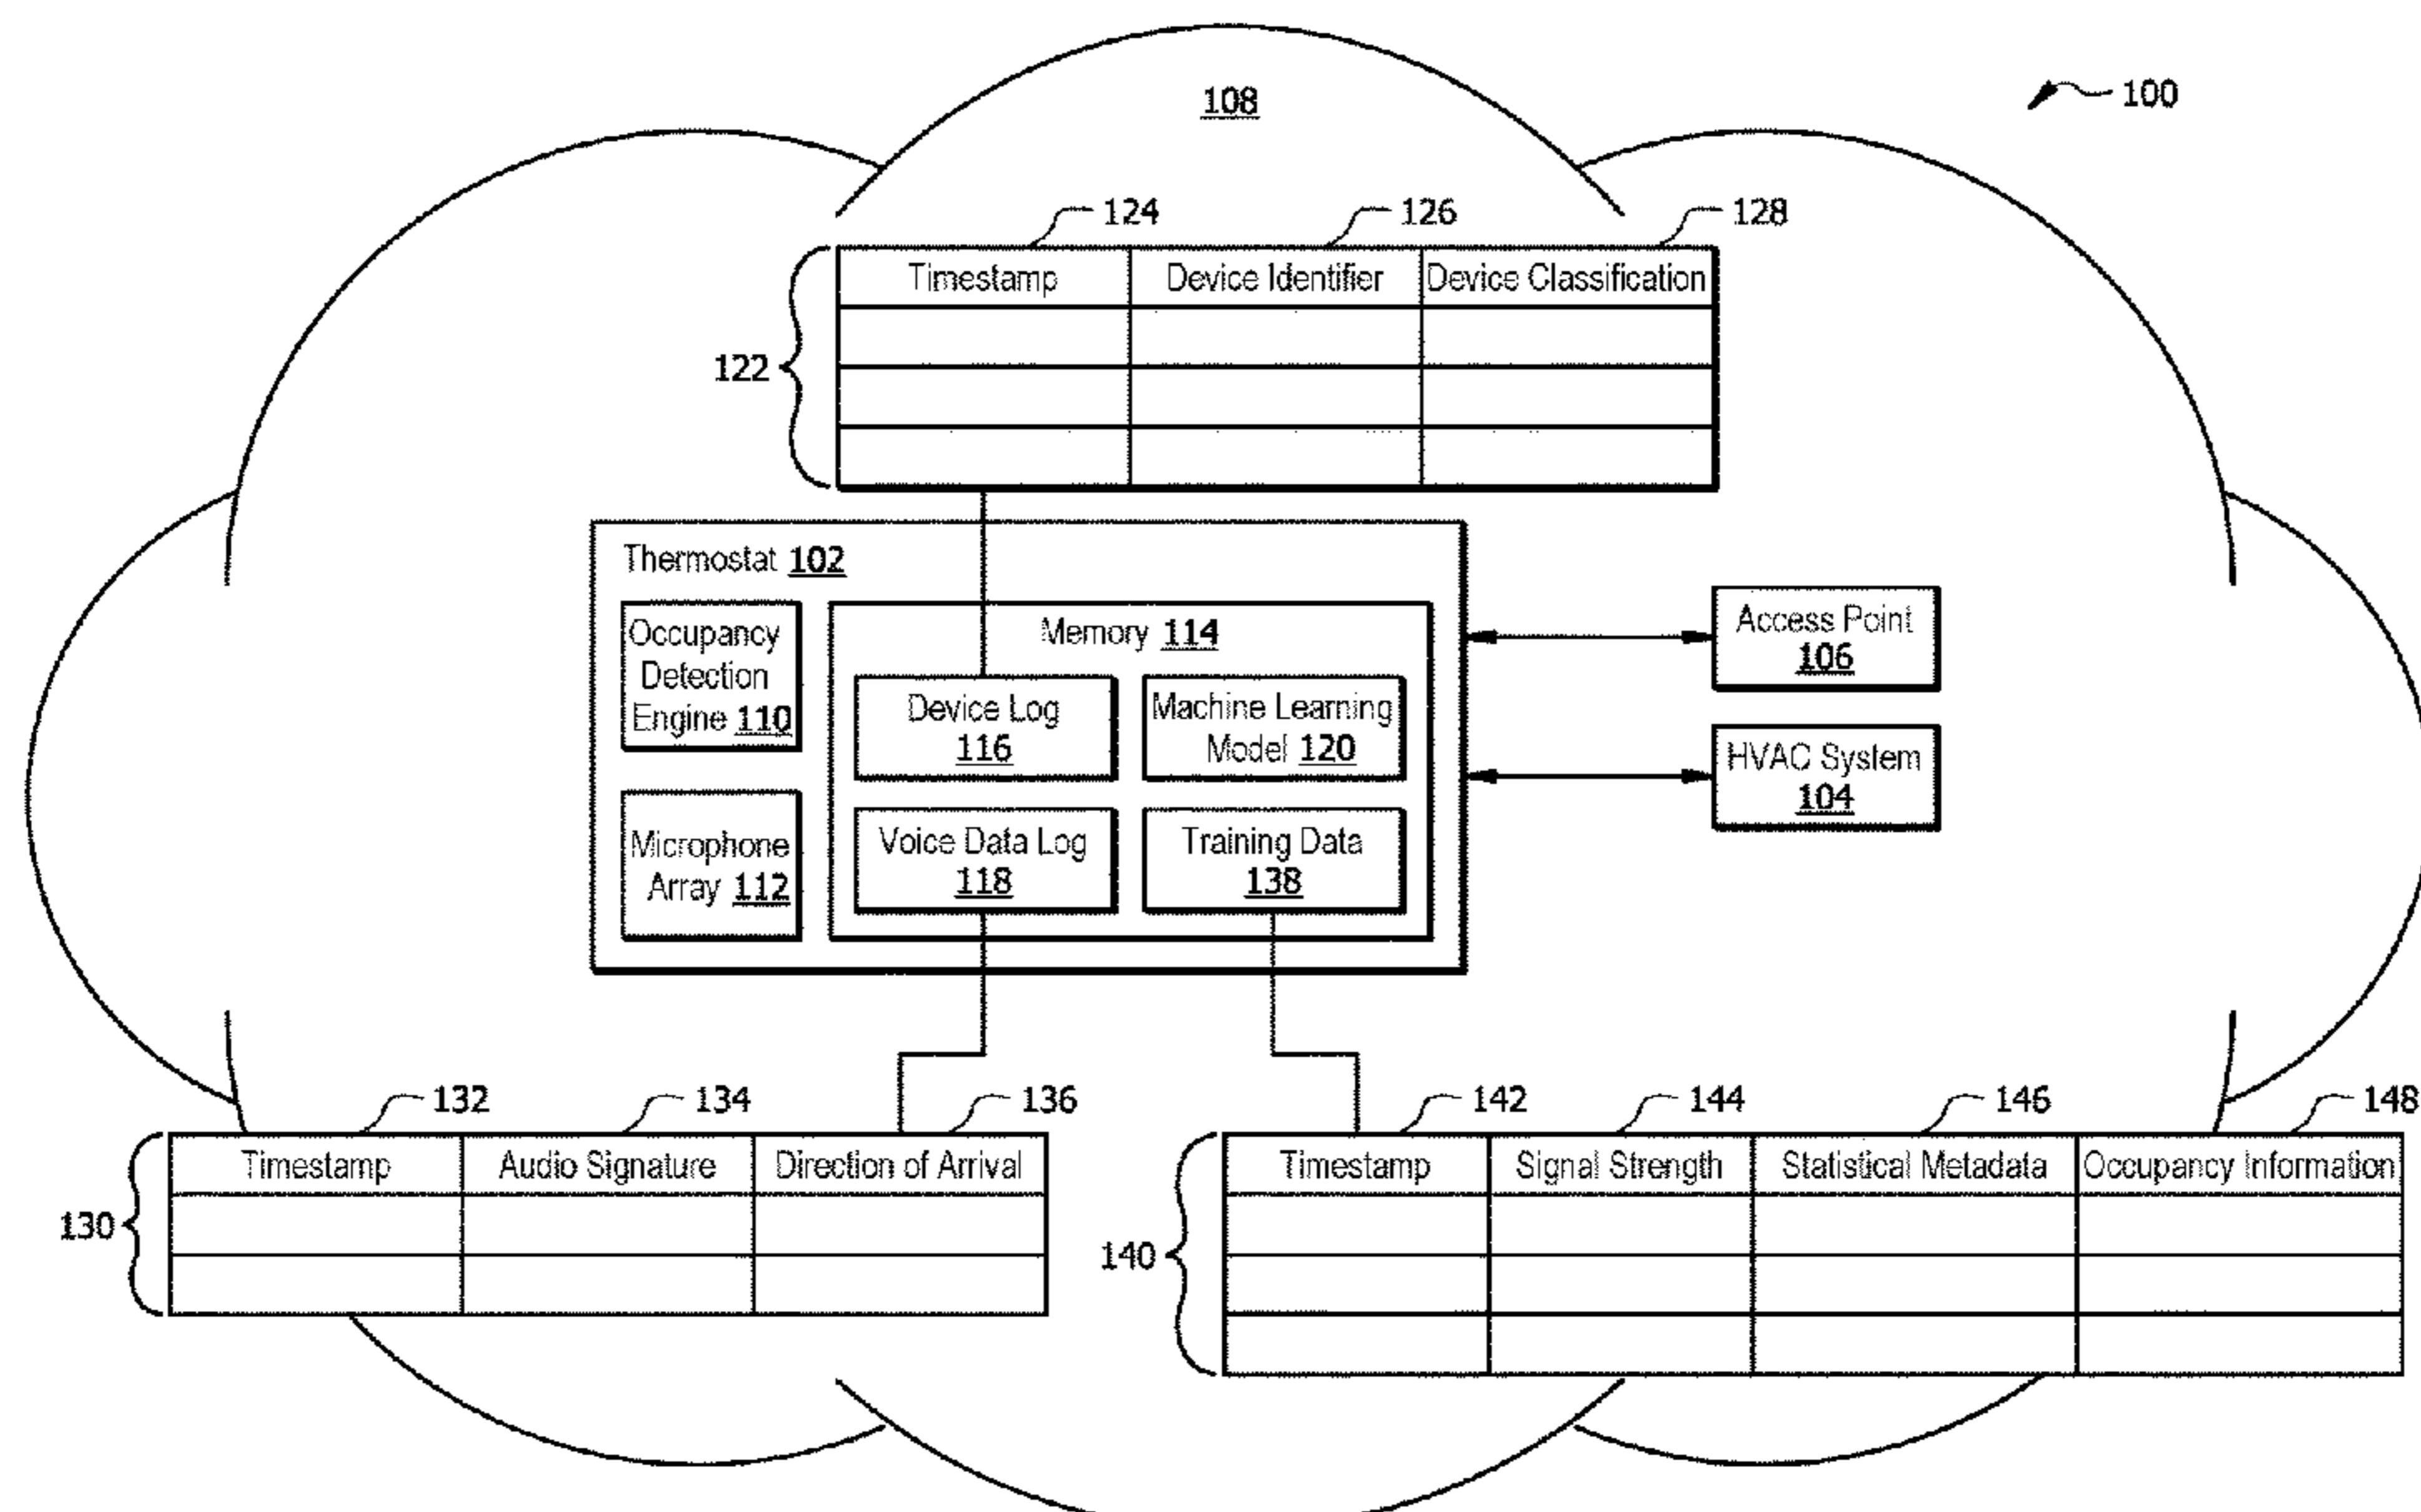 108
100
124 126 128
Timestamp Device Identifier Device Classification
122
Thermostat 102
Occupancy
Detection
Engine 110
Microphone
Array 112
Memory 114
Device Log
116
Machine Learning
Model 120
Voice Data Log
118
Training Data
138
Access Point
106
HVAC System
104
132 134 136
Timestamp Audio Signature Direction of Arrival
130
142 144 146 148
Timestamp Signal Strength Statistical Metadata Occupancy Information
140